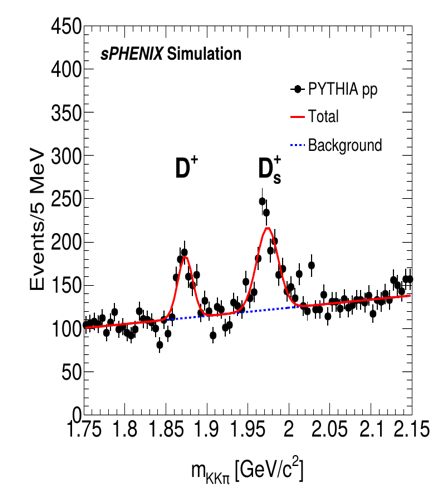 450
400
350
300
250
200
150
100
50
0
Events/5 MeV
sPHENIX Simulation
PYTHIA pp
Total
Background
D⁺
Dₛ⁺
1.75 1.8 1.85 1.9 1.95 2 2.05 2.1 2.15
m_KKπ [GeV/c²]